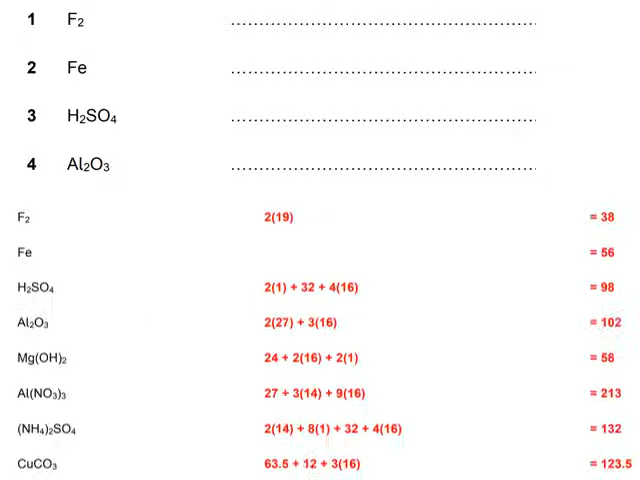 1 F₂ ......................................................
2 Fe ......................................................
3 H₂SO₄ ......................................................
4 Al₂O₃ ......................................................
F₂ 2(19) = 38
Fe = 56
H₂SO₄ 2(1) + 32 + 4(16) = 98
Al₂O₃ 2(27) + 3(16) = 102
Mg(OH)₂ 24 + 2(16) + 2(1) = 58
Al(NO₃)₃ 27 + 3(14) + 9(16) = 213
(NH₄)₂SO₄ 2(14) + 8(1) + 32 + 4(16) = 132
CuCO₃ 63.5 + 12 + 3(16) = 123.5